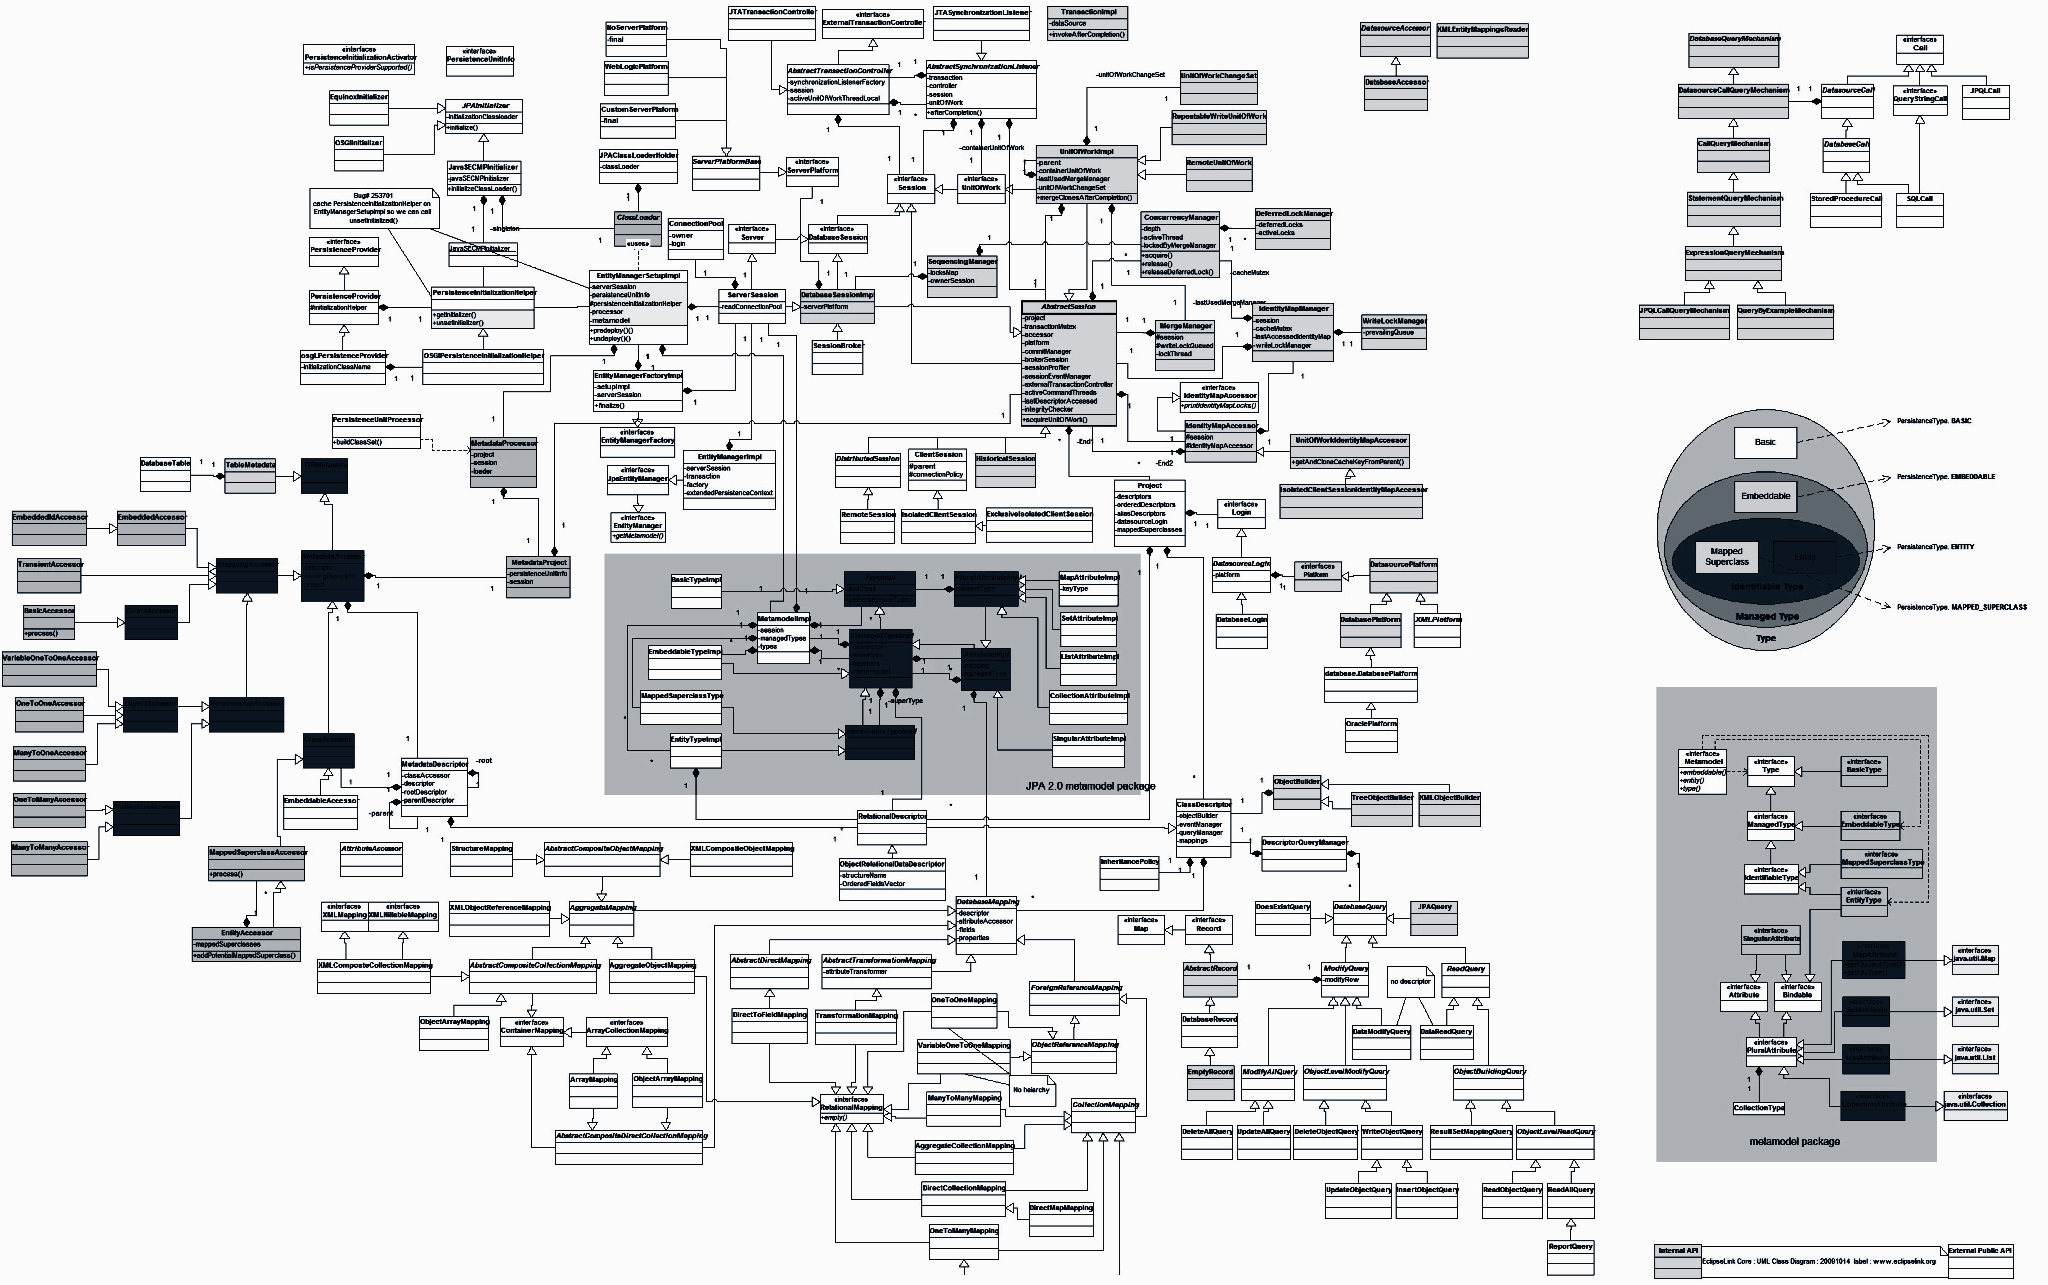 NoServerPlatform
-final
WebLogicPlatform
CustomServerPlaform
-final
JPAClassLoaderHolder
-classLoader
JTATransactionController
«interface»
ExternalTransactionController
JTASynchronizationListener
TransactionImpl
-dataSource
+invokeAfterCompletion()
AbstractTransactionController
-synchronizationListenerFactory
-session
-activeUnitOfWorkThreadLocal
AbstractSynchronizationListener
-transaction
-controller
-session
-unitOfWork
+afterCompletion()
-unitOfWorkChangeSet
UnitOfWorkChangeSet
RepeatableWriteUnitOfWork
RemoteUnitOfWork
-containerUnitOfWork
UnitOfWorkImpl
-parent
-containerUnitOfWork
-lastUsedMergeManager
-unitOfWorkChangeSet
+mergeClonesAfterCompletion()
DatasourceAccessor
XMLEntityMappingsReader
DatabaseAccessor
DatabaseQueryMechanism
DatasourceCallQueryMechanism
CallQueryMechanism
StatementQueryMechanism
ExpressionQueryMechanism
JPQLCallQueryMechanism
QueryByExampleMechanism
«interface»
Call
DatasourceCall
«interface»
QueryStringCall
JPQLCall
DatabaseCall
StoredProcedureCall
SQLCall
«interface»
PersistenceInitializationActivator
+isPersistenceProviderSupported()
«interface»
PersistenceUnitInfo
EquinoxInitializer
OSGiInitializer
JPAInitializer
-initializationClassloader
+initialize()
JavaSECMPInitializer
-javaSECMPInitializer
+initializeClassLoader()
Bug# 253701
cache PersistenceInitializationHelper on
EntityManagerSetupImpl so we can call
unsetInitialized()
-singleton
«interface»
PersistenceProvider
JavaSECMPInitializer
PersistenceProvider
#initializationHelper
PersistenceInitializationHelper
+getInitializer()
+unsetInitializer()
osgi.PersistenceProvider
-initializationClassName
OSGiPersistenceInitializationHelper
ServerPlatformBase
«interface»
ServerPlatform
ClassLoader
«uses»
ConnectionPool
-owner
-login
«interface»
Server
«interface»
DatabaseSession
«interface»
Session
«interface»
UnitOfWork
EntityManagerSetupImpl
-serverSession
-persistenceUnitInfo
#persistenceInitializationHelper
-processor
-metamodel
+predeploy()
+undeploy()
ServerSession
-readConnectionPool
DatabaseSessionImpl
-serverPlatform
SessionBroker
SequencingManager
-locksMap
-ownerSession
ConcurrencyManager
-depth
-activeThread
-lockedByMergeManager
+acquire()
+release()
+releaseDeferredLock()
DeferredLockManager
-deferredLocks
-activeLocks
-cacheMutex
-lastUsedMergeManager
AbstractSession
-project
-transactionMutex
-accessor
-platform
-commitManager
-brokerSession
-sessionProfiler
-sessionEventManager
-externalTransactionController
-activeCommandThreads
-lastDescriptorAccessed
-integrityChecker
+acquireUnitOfWork()
MergeManager
#session
#writeLockQueued
-lockThread
IdentityMapManager
-session
-cacheMutex
-lastAccessedIdentityMap
-writeLockManager
WriteLockManager
-prevailingQueue
«interface»
IdentityMapAccessor
+printIdentityMapLocks()
IdentityMapAccessor
#session
#identityMapAccessor
-End1
-End2
UnitOfWorkIdentityMapAccessor
+getAndCloneCacheKeyFromParent()
IsolatedClientSessionIdentityMapAccessor
EntityManagerFactoryImpl
-setupImpl
-serverSession
+finalize()
«interface»
EntityManagerFactory
«interface»
JpaEntityManager
EntityManagerImpl
-serverSession
-transaction
-factory
-extendedPersistenceContext
«interface»
EntityManager
+getMetamodel()
DistributedSession
RemoteSession
ClientSession
#parent
#connectionPolicy
IsolatedClientSession
HistoricalSession
ExclusiveIsolatedClientSession
PersistenceUnitProcessor
+buildClassSet()
MetadataProcessor
-project
-session
-loader
DatabaseTable
TableMetadata
EmbeddedIdAccessor
EmbeddedAccessor
TransientAccessor
BasicAccessor
+process()
VariableOneToOneAccessor
OneToOneAccessor
ManyToOneAccessor
OneToManyAccessor
ManyToManyAccessor
MetadataProject
-persistenceUnitInfo
-session
MetadataDescriptor
-classAccessor
-descriptor
-rootDescriptor
-parentDescriptor
-root
-parent
EmbeddableAccessor
MappedSuperclassAccessor
+process()
EntityAccessor
-mappedSuperclasses
+addPotentialMappedSuperclass()
Project
-descriptors
-orderedDescriptors
-aliasDescriptors
-datasourceLogin
-mappedSuperclasses
«interface»
Login
DatasourceLogin
-platform
DatabaseLogin
«interface»
Platform
DatasourcePlatform
DatabasePlatform
XMLPlatform
database.DatabasePlatform
OraclePlatform
BasicTypeImpl
MetamodelImpl
-session
-managedTypes
-types
EmbeddableTypeImpl
MappedSuperclassType
EntityTypeImpl
-superType
MapAttributeImpl
-keyType
SetAttributeImpl
ListAttributeImpl
CollectionAttributeImpl
SingularAttributeImpl
JPA 2.0 metamodel package
Basic
Embeddable
Mapped
Superclass
Entity
Identifiable Type
Managed Type
Type
PersistenceType. BASIC
PersistenceType. EMBEDDABLE
PersistenceType. ENTITY
PersistenceType. MAPPED_SUPERCLASS
AttributeAccessor
StructureMapping
AbstractCompositeObjectMapping
XMLCompositeObjectMapping
RelationalDescriptor
ObjectRelationalDataDescriptor
-structureName
-OrderedFieldsVector
ClassDescriptor
-objectBuilder
-eventManager
-queryManager
-mappings
ObjectBuilder
TreeObjectBuilder
XMLObjectBuilder
InheritancePolicy
DescriptorQueryManager
«interface»
XMLMapping
XMLNillableMapping
XMLObjectReferenceMapping
AggregateMapping
DatabaseMapping
-descriptor
-attributeAccessor
-fields
-properties
XMLCompositeCollectionMapping
AbstractCompositeCollectionMapping
AggregateObjectMapping
ObjectArrayMapping
«interface»
ContainerMapping
«interface»
ArrayCollectionMapping
ArrayMapping
ObjectArrayMapping
AbstractCompositeDirectCollectionMapping
AbstractDirectMapping
DirectToFieldMapping
AbstractTransformationMapping
-attributeTransformer
TransformationMapping
ForeignReferenceMapping
OneToOneMapping
ObjectReferenceMapping
VariableOneToOneMapping
No heirarchy
«interface»
RelationalMapping
+empty()
ManyToManyMapping
CollectionMapping
AggregateCollectionMapping
DirectCollectionMapping
DirectMapMapping
OneToManyMapping
«interface»
Map
«interface»
Record
AbstractRecord
DatabaseRecord
EmptyRecord
DoesExistQuery
DatabaseQuery
JPAQuery
ModifyQuery
-modifyRow
no descriptor
ReadQuery
DataModifyQuery
DataReadQuery
ModifyAllQuery
ObjectLevelModifyQuery
ObjectBuildingQuery
DeleteAllQuery
UpdateAllQuery
DeleteObjectQuery
WriteObjectQuery
ResultSetMappingQuery
ObjectLevelReadQuery
UpdateObjectQuery
InsertObjectQuery
ReadObjectQuery
ReadAllQuery
ReportQuery
«interface»
Metamodel
+embeddable()
+entity()
+type()
«interface»
Type
«interface»
BasicType
«interface»
ManagedType
«interface»
EmbeddableType
«interface»
IdentifiableType
«interface»
MappedSuperclassType
«interface»
EntityType
«interface»
SingularAttribute
«interface»
MapAttribute
«interface»
java.util.Map
«interface»
Attribute
«interface»
Bindable
«interface»
java.util.Set
«interface»
PluralAttribute
«interface»
java.util.List
CollectionType
«interface»
java.util.Collection
metamodel package
Internal API
EclipseLink Core : UML Class Diagram : 20091014 label : www.eclipselink.org
External Public API